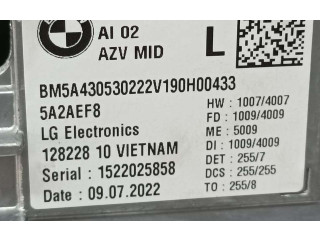 AI 02
AZV MID
L
BM5A430530222V190H00433
5A2AEF8
LG Electronics
128228 10 VIETNAM
Serial : 1522025858
Date : 09.07.2022
HW : 1007/4007
FD : 1009/4009
ME : 5009
DI : 1009/4009
DET : 255/7
DCS : 255/255
TO : 255/8